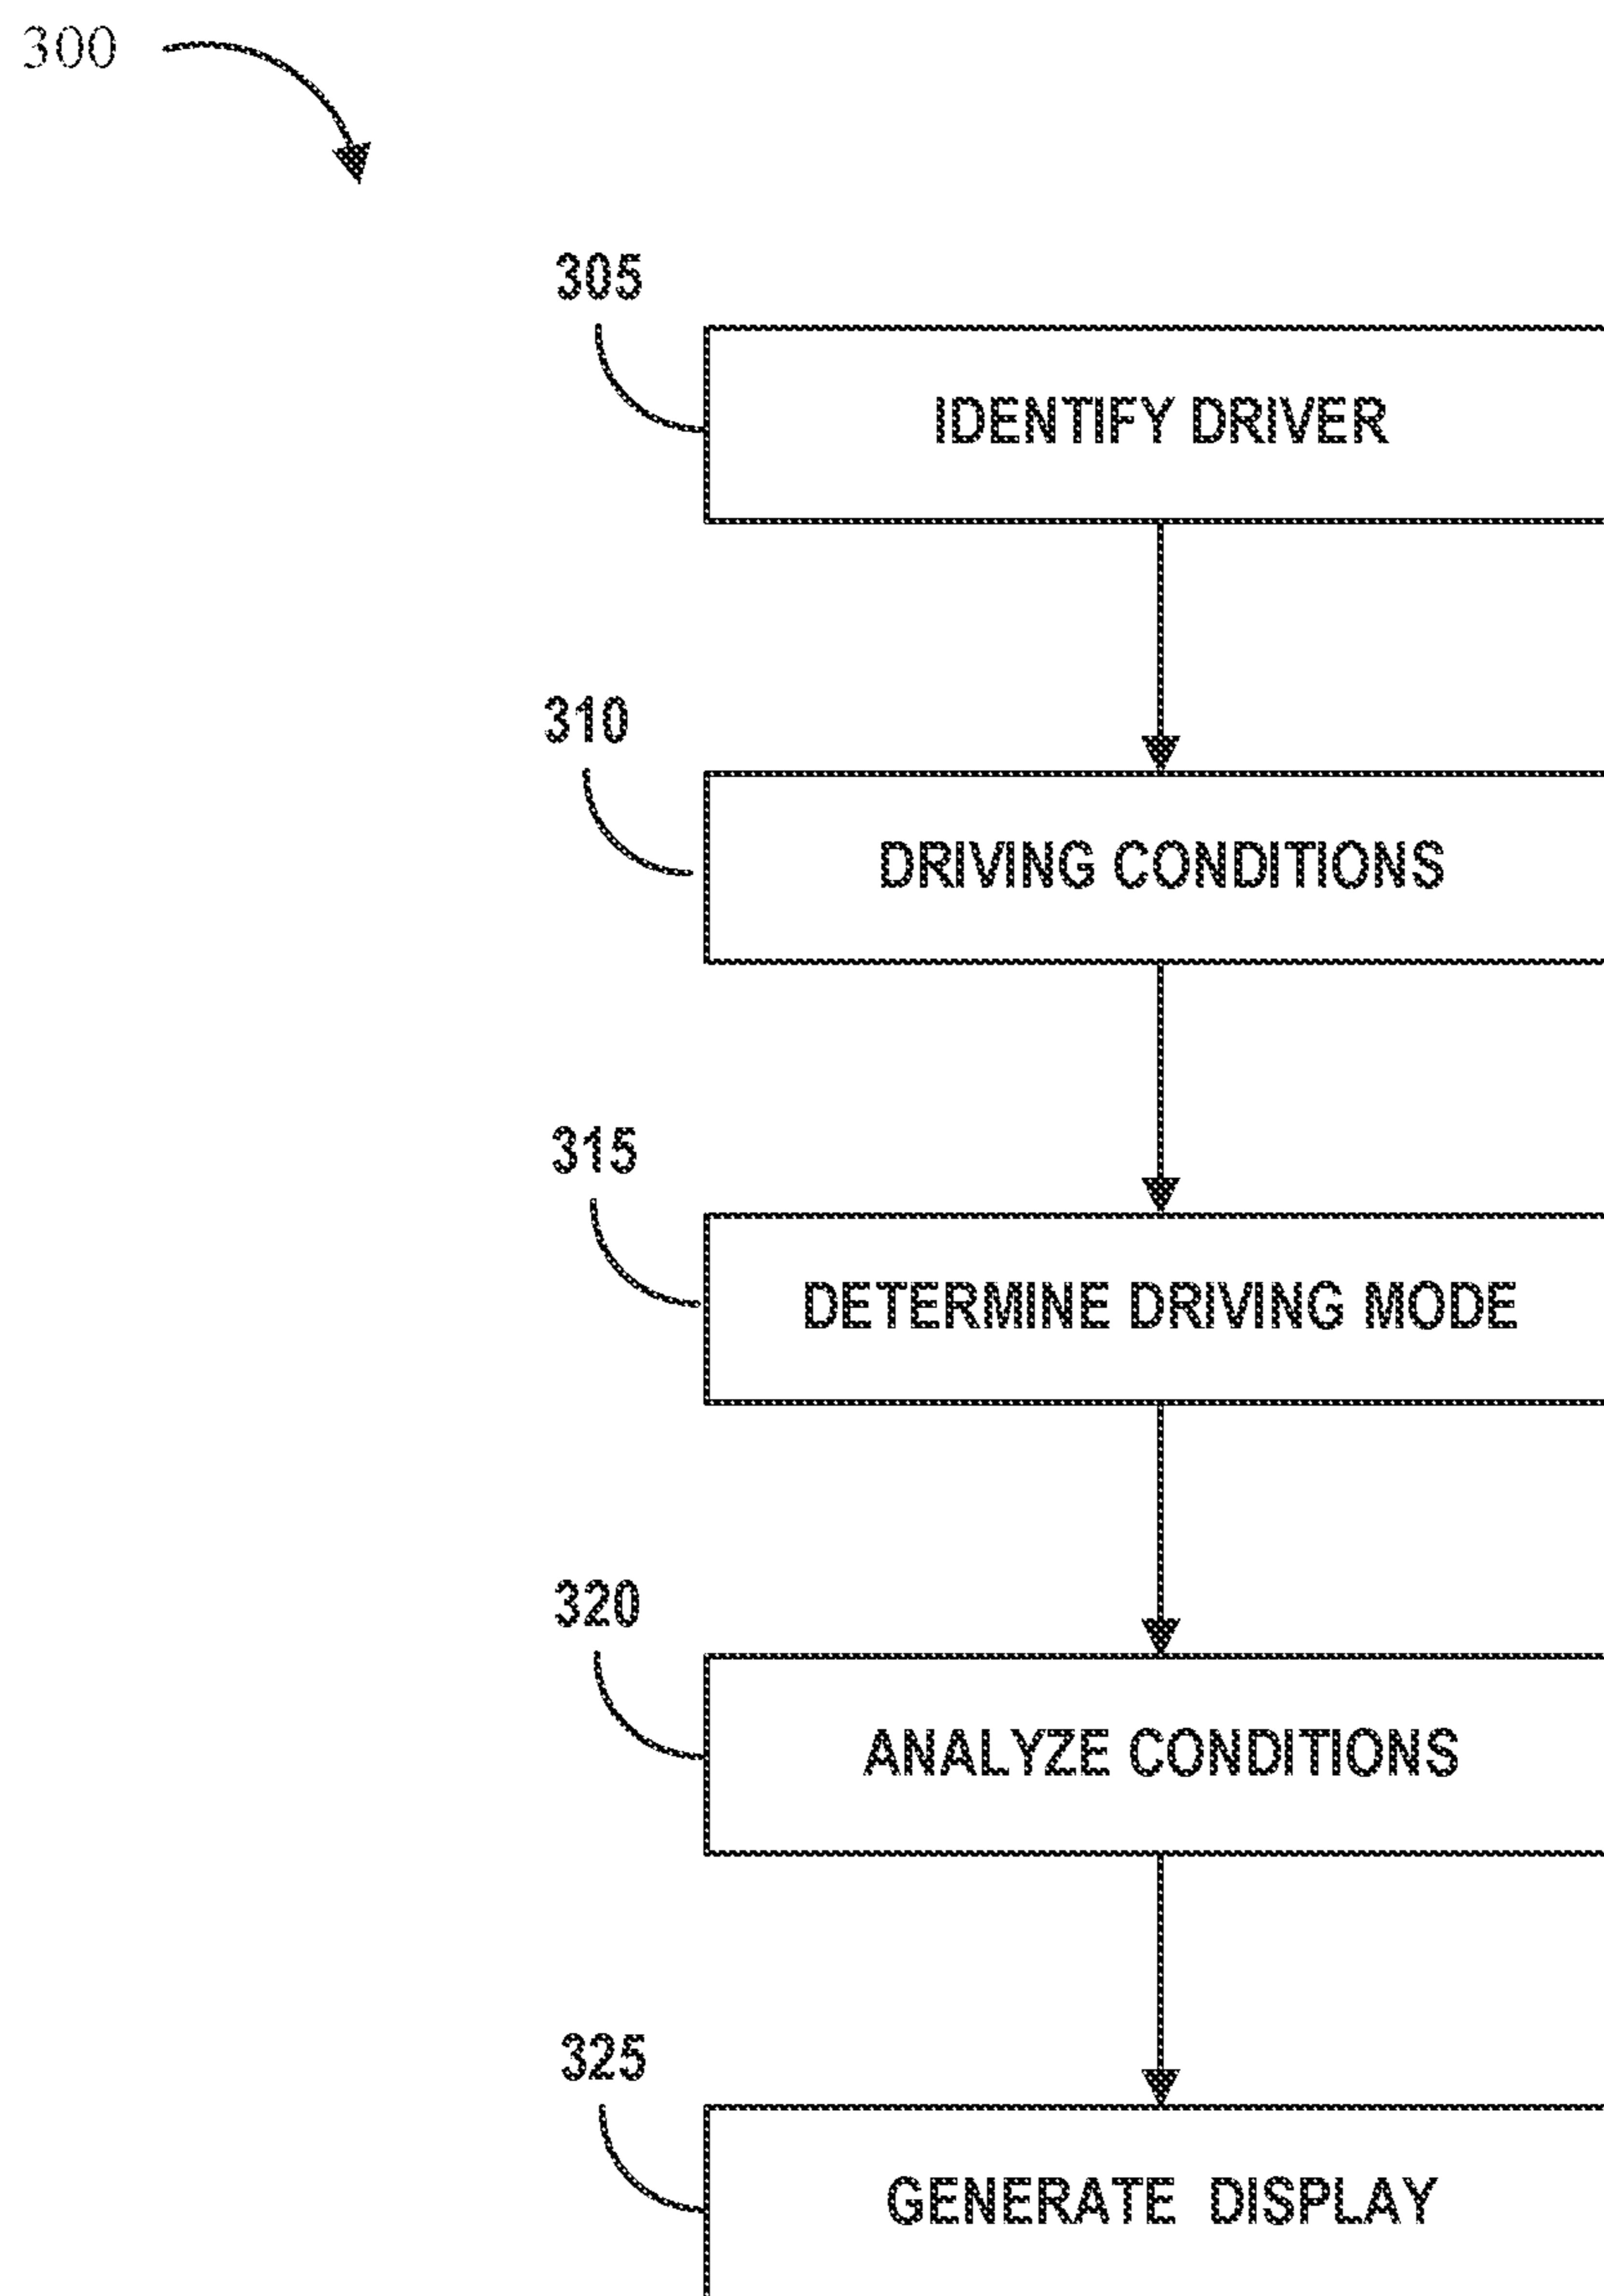 300
305
IDENTIFY DRIVER
310
DRIVING CONDITIONS
315
DETERMINE DRIVING MODE
320
ANALYZE CONDITIONS
325
GENERATE DISPLAY